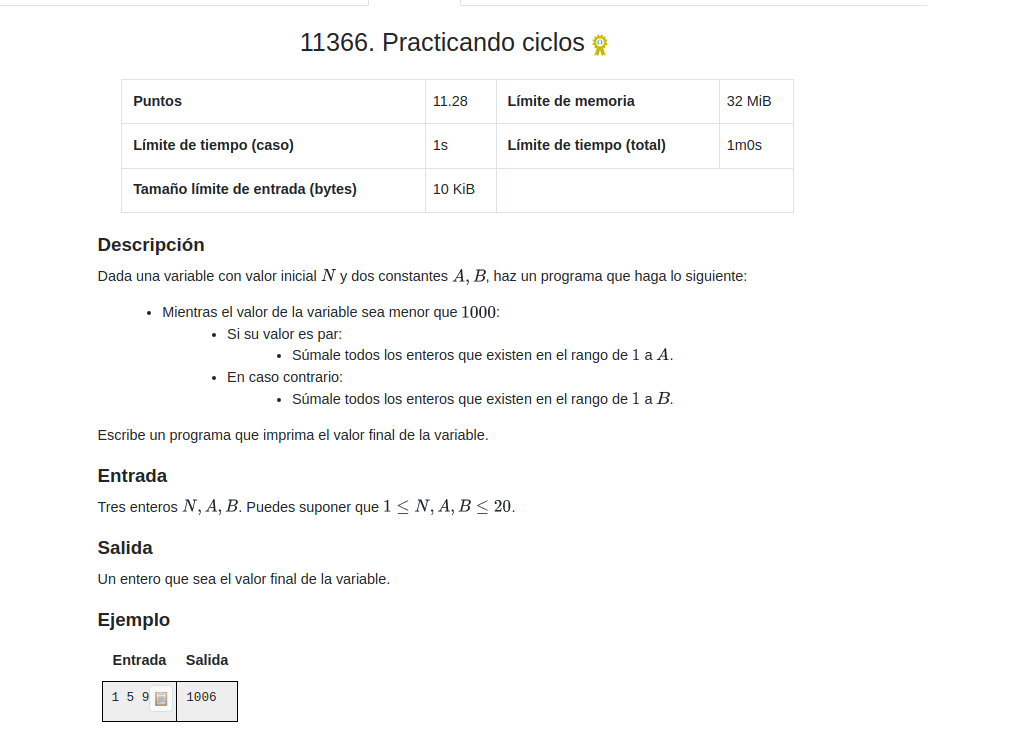 11366. Practicando ciclos
Puntos 11.28 Límite de memoria 32 MiB
Límite de tiempo (caso) 1s Límite de tiempo (total) 1m0s
Tamaño límite de entrada (bytes) 10 KiB
Descripción
Dada una variable con valor inicial N y dos constantes A, B, haz un programa que haga lo siguiente:
• Mientras el valor de la variable sea menor que 1000:
• Si su valor es par:
• Súmale todos los enteros que existen en el rango de 1 a A.
• En caso contrario:
• Súmale todos los enteros que existen en el rango de 1 a B.
Escribe un programa que imprima el valor final de la variable.
Entrada
Tres enteros N, A, B. Puedes suponer que 1 ≤ N, A, B ≤ 20.
Salida
Un entero que sea el valor final de la variable.
Ejemplo
Entrada Salida
1 5 9 1006